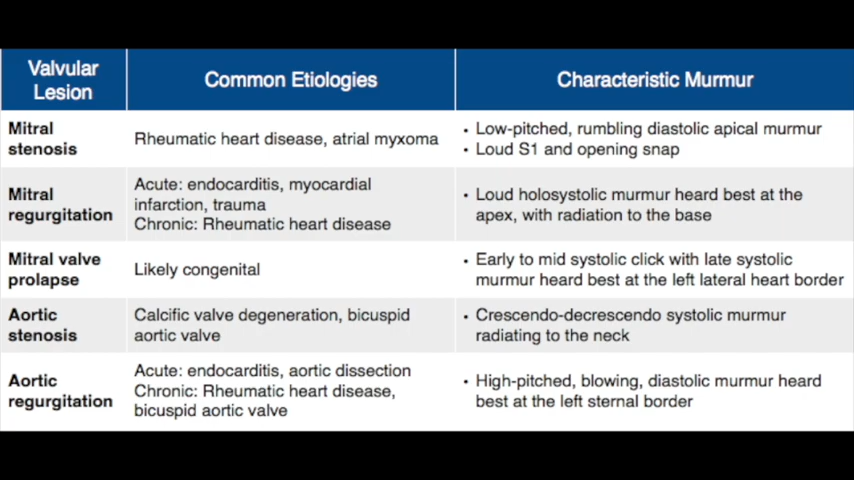 Valvular Lesion
Common Etiologies
Characteristic Murmur
Mitral stenosis
Rheumatic heart disease, atrial myxoma
• Low-pitched, rumbling diastolic apical murmur
• Loud S1 and opening snap
Mitral regurgitation
Acute: endocarditis, myocardial
infarction, trauma
Chronic: Rheumatic heart disease
• Loud holosystolic murmur heard best at the
apex, with radiation to the base
Mitral valve prolapse
Likely congenital
• Early to mid systolic click with late systolic
murmur heard best at the left lateral heart border
Aortic stenosis
Calcific valve degeneration, bicuspid
aortic valve
• Crescendo-decrescendo systolic murmur
radiating to the neck
Aortic regurgitation
Acute: endocarditis, aortic dissection
Chronic: Rheumatic heart disease,
bicuspid aortic valve
• High-pitched, blowing, diastolic murmur heard
best at the left sternal border